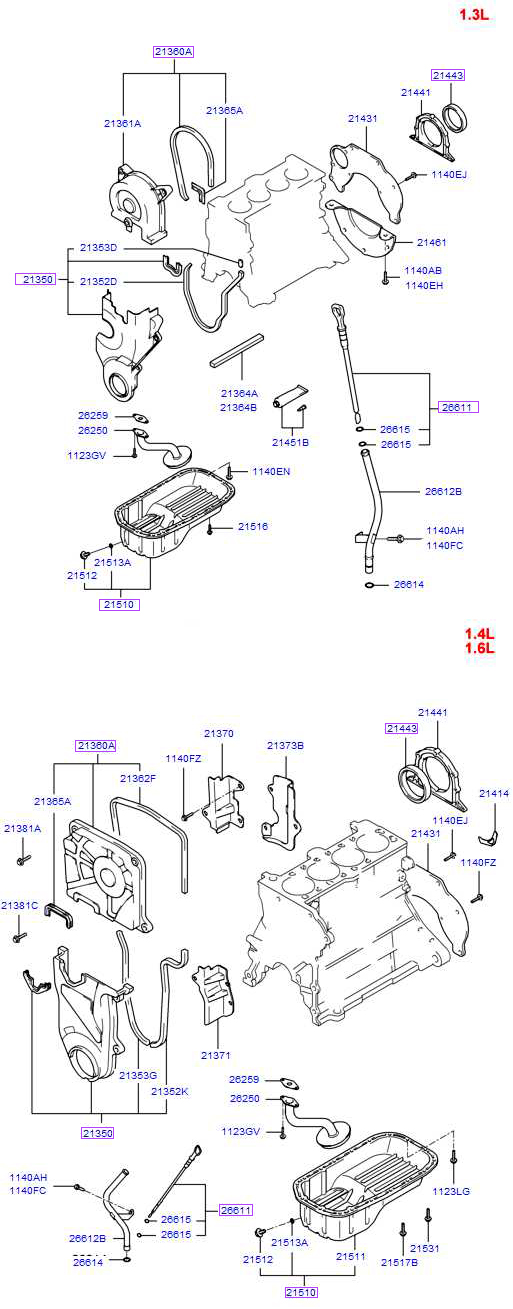 1.3L
21360A
21443
21441
21365A
21431
21361A
1140EJ
21353D
21461
21350
21352D
1140AB
1140EH
21364A
21364B
26611
26259
26250
26615
21451B
26615
1123GV
1140EN
26612B
21516
1140AH
1140FC
21513A
21512
26614
21510
1.4L
1.6L
21441
21443
21370
21360A
21373B
1140FZ
21362F
21414
21365A
1140EJ
21381A
21431
1140FZ
21381C
21371
21353G
26259
21352K
26250
21350
1123GV
1140AH
1140FC
1123LG
26611
26615
26612B
26615
21513A
21531
21512
21511
21517B
26614
21510